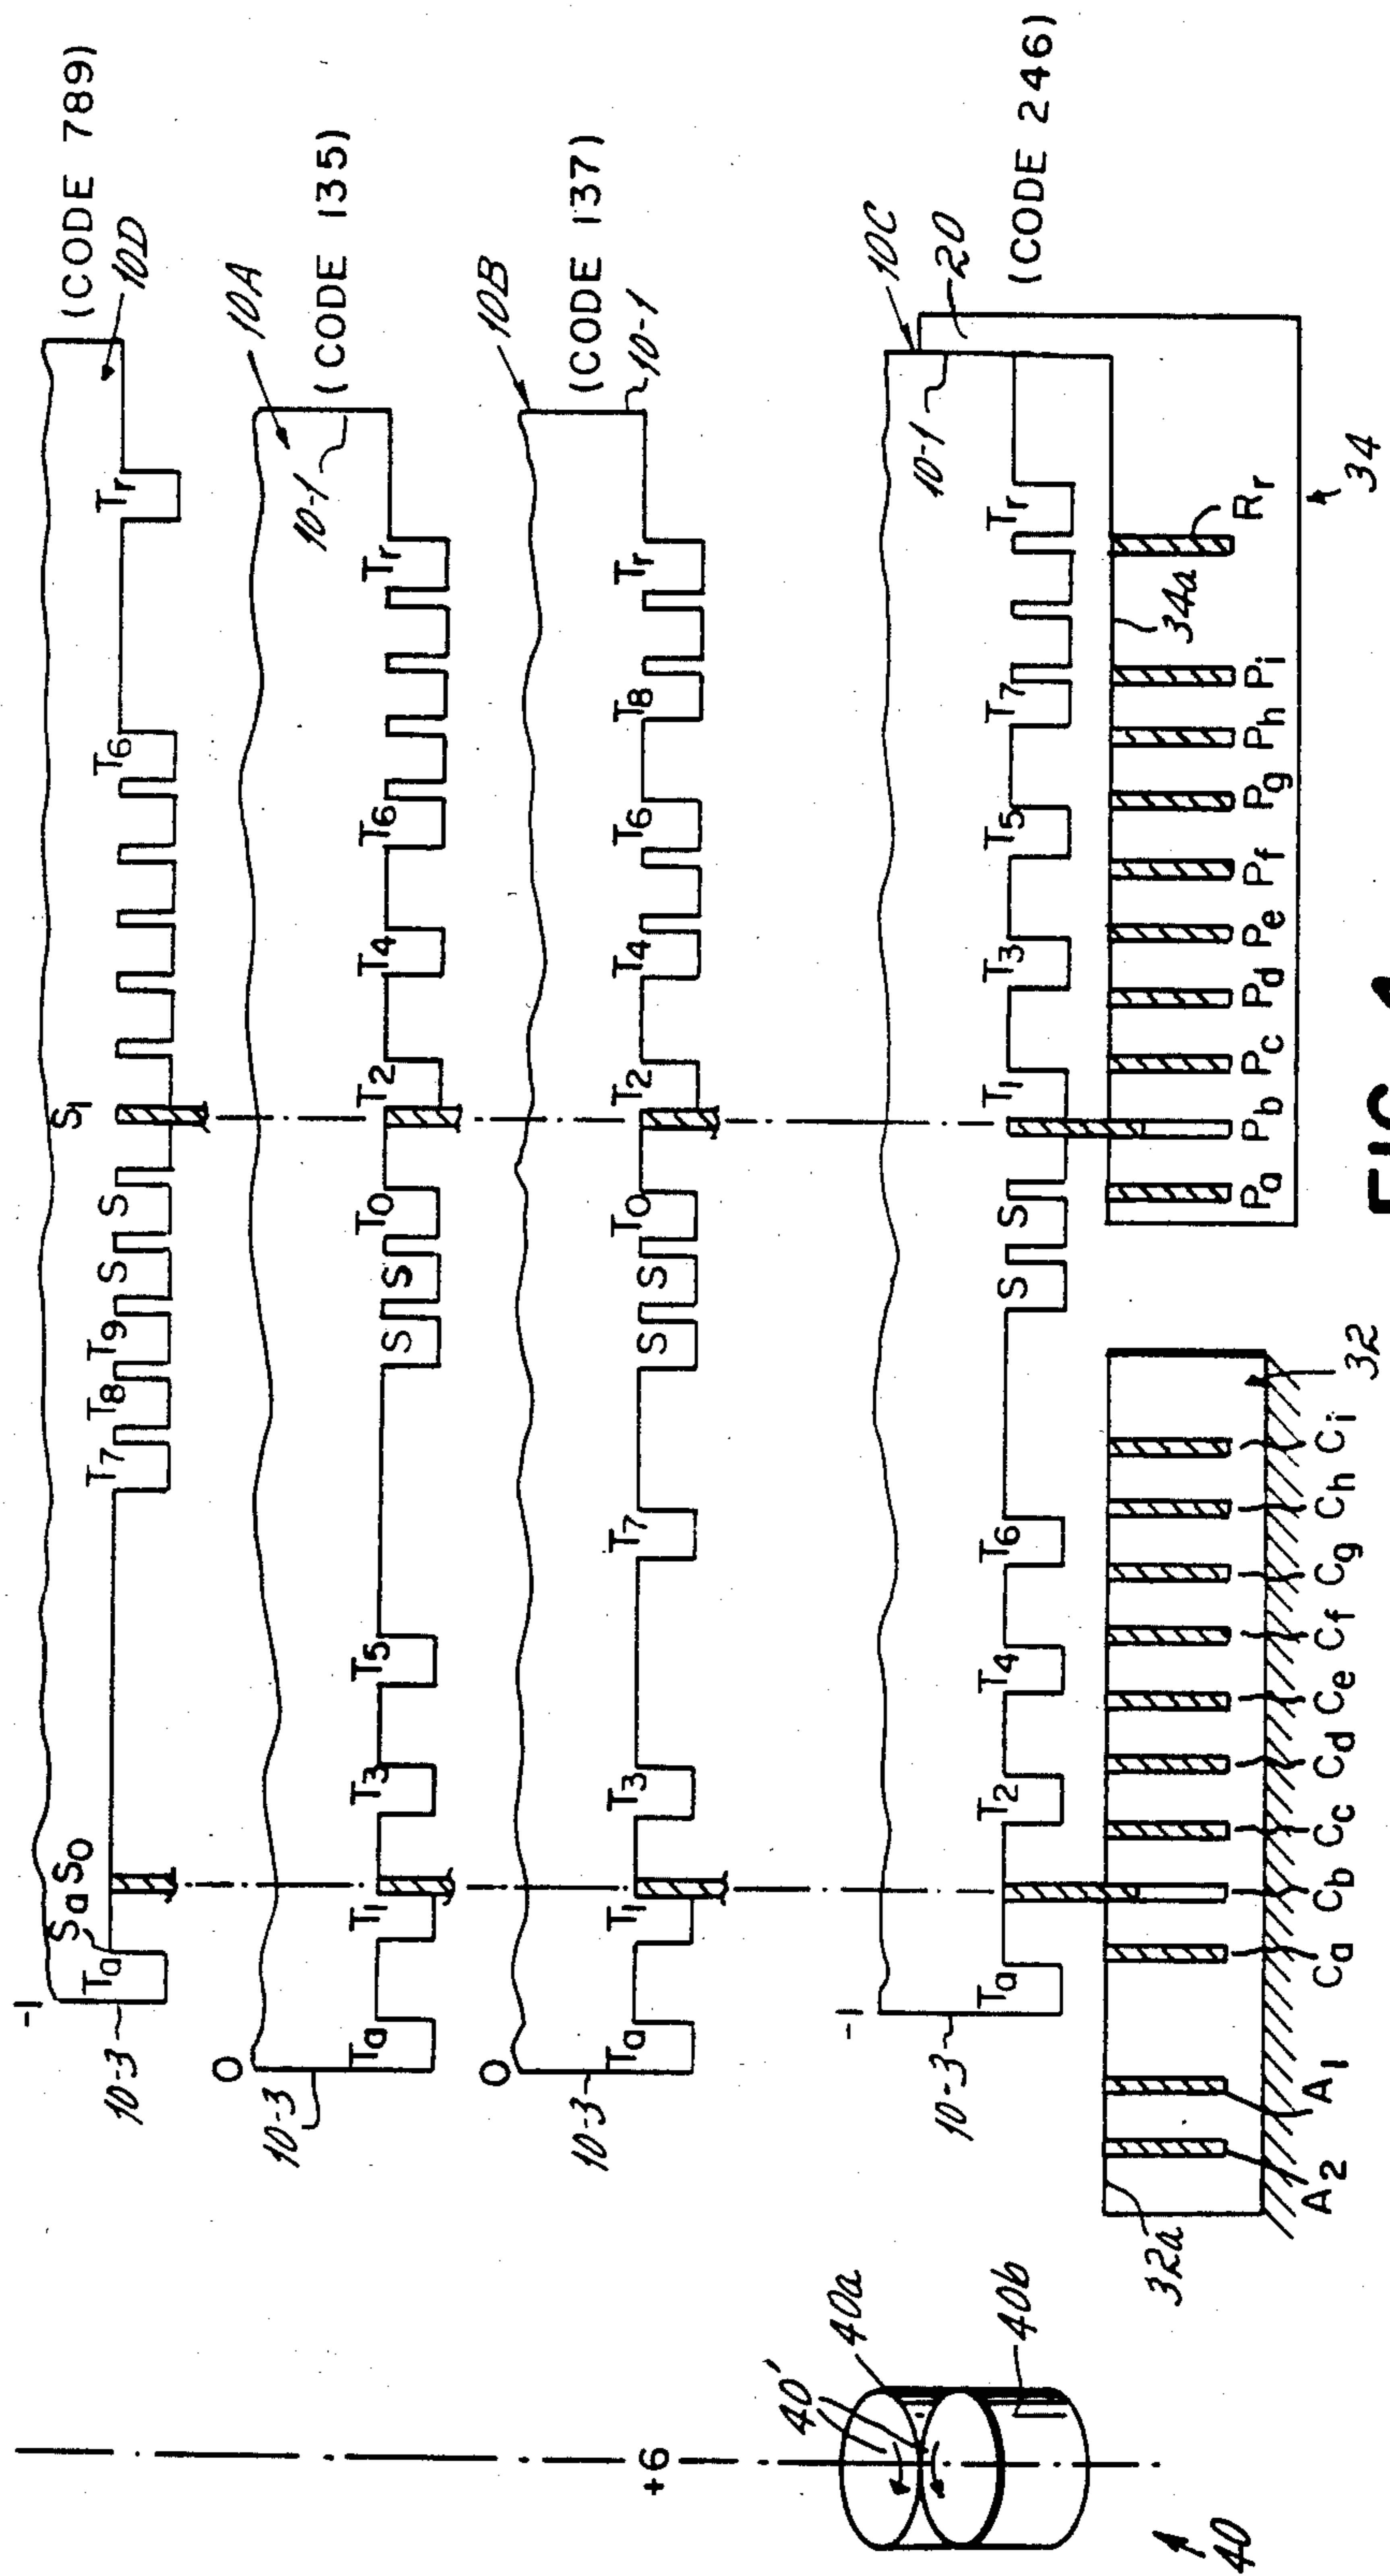 -1
10-3
Ta
Sa
S0
T7
T8
T9
S
S
S1
T6
Tr
10D
(CODE 789)
0
10-3
Ta
T1
T3
T5
S
S
T0
T2
T4
T6
Tr
10-1
10A
(CODE 135)
0
10-3
Ta
T1
T3
T7
S
S
T0
T2
T4
T6
T8
Tr
10B
10-1
(CODE 137)
+6
-1
10-3
Ta
T2
T4
T6
S
S
T1
T3
T5
T7
Tr
10-1
10C
20
(CODE 246)
40'
40a
40b
40
32a
A2
A1
Ca
Cb
Cc
Cd
Ce
Cf
Cg
Ch
Ci
32
Pa
Pb
Pc
Pd
Pe
Pf
Pg
Ph
Pi
34a
Rr
34